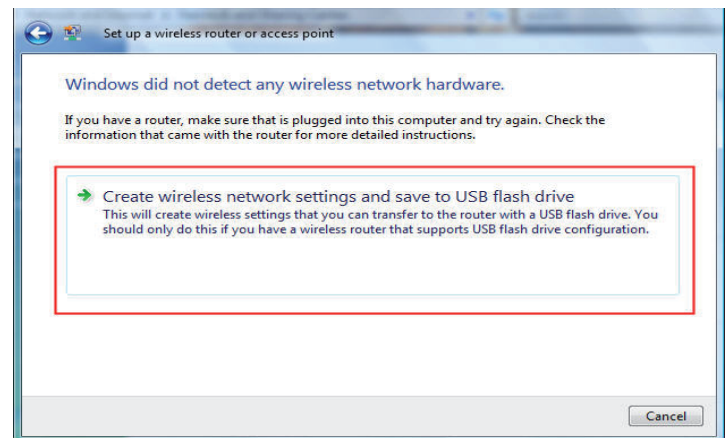 Set up a wireless router or access point
Windows did not detect any wireless network hardware.
If you have a router, make sure that is plugged into this computer and try again. Check the
information that came with the router for more detailed instructions.
Create wireless network settings and save to USB flash drive
This will create wireless settings that you can transfer to the router with a USB flash drive. You
should only do this if you have a wireless router that supports USB flash drive configuration.
Cancel